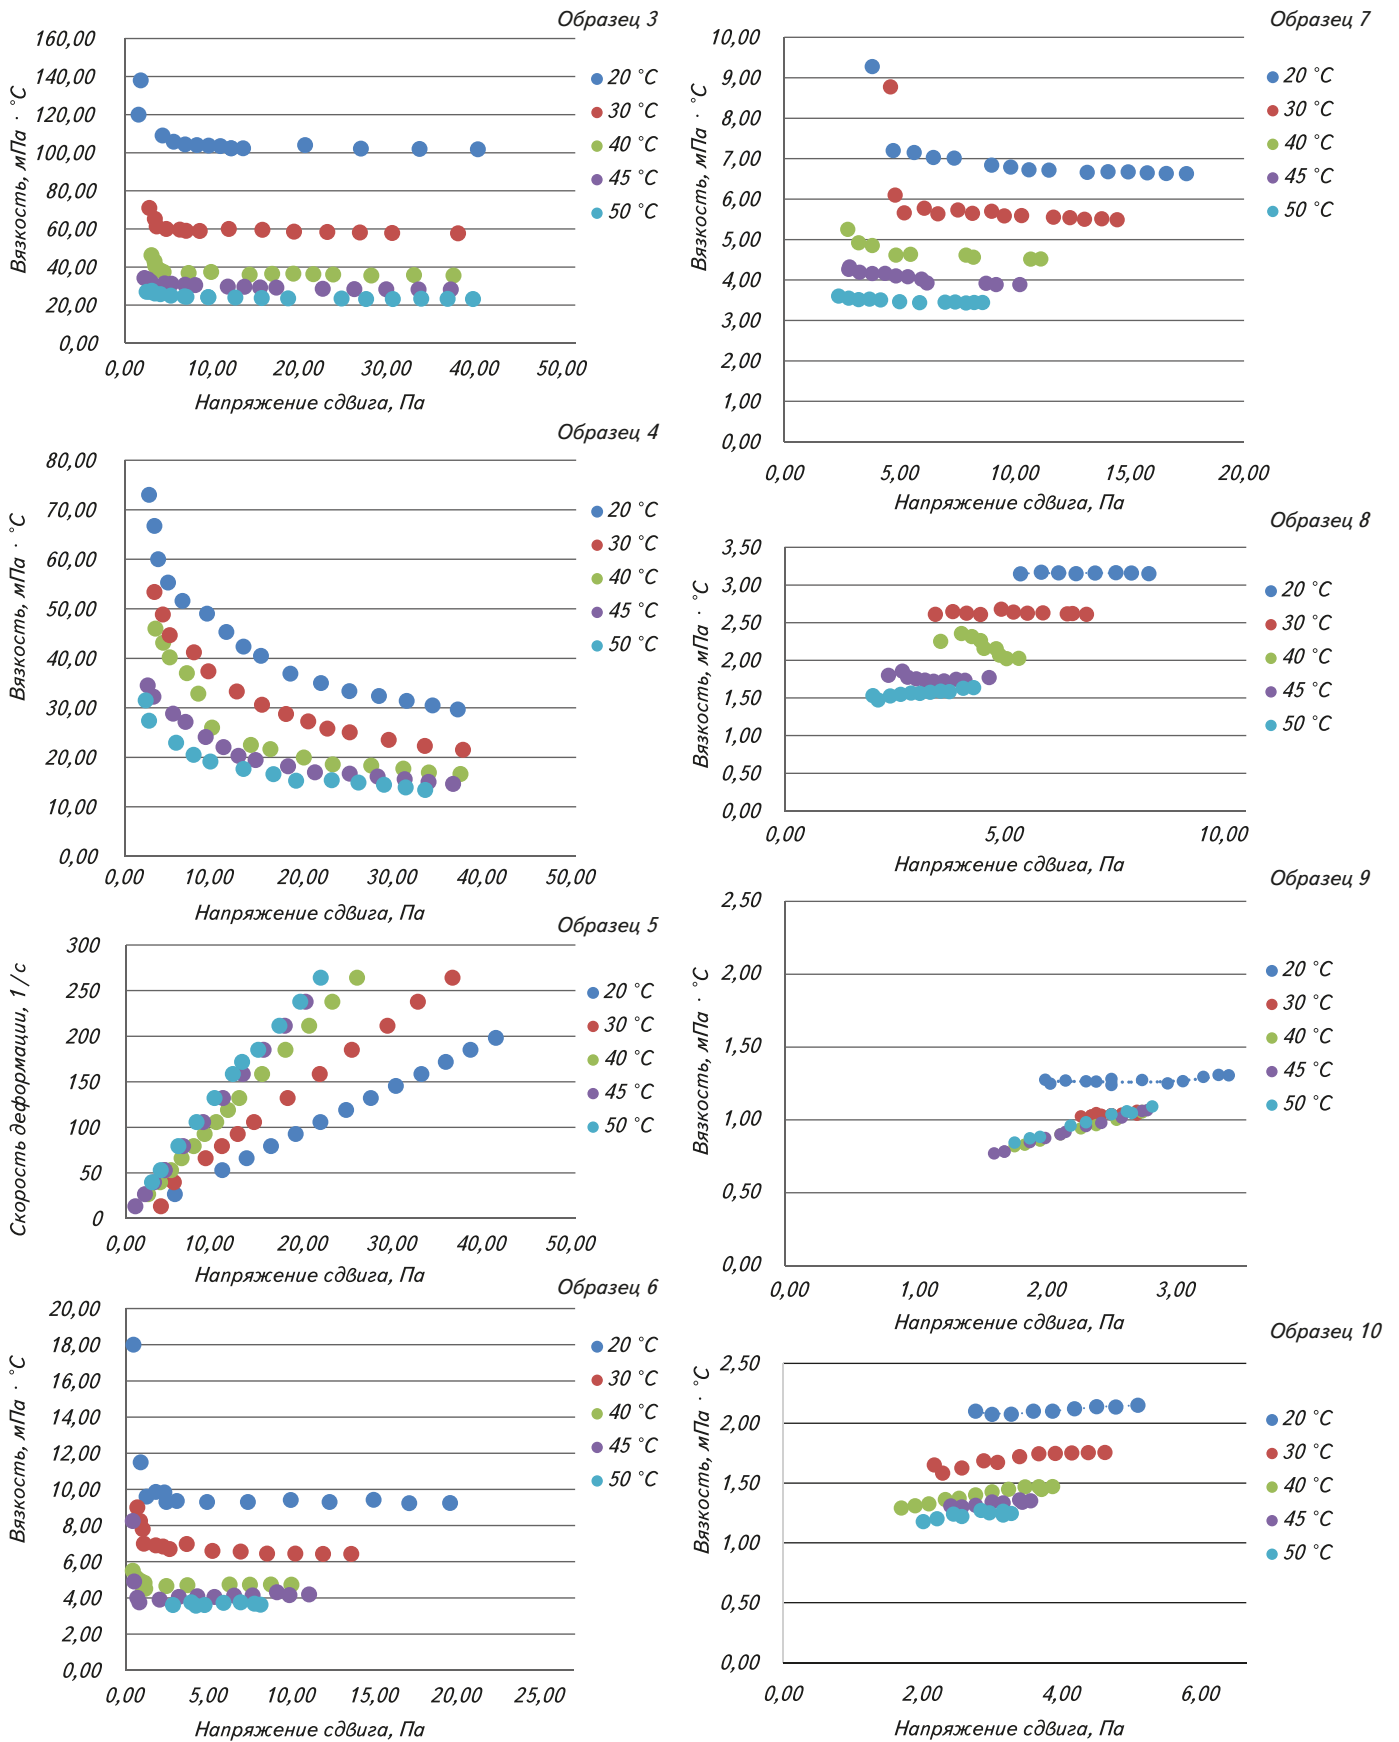 Образец 3
Вязкость, мПа · °С
160,00
140,00
120,00
100,00
80,00
60,00
40,00
20,00
0,00
0,00 10,00 20,00 30,00 40,00 50,00
Напряжение сдвига, Па
20 °С
30 °С
40 °С
45 °С
50 °С
Образец 4
Вязкость, мПа · °С
80,00
70,00
60,00
50,00
40,00
30,00
20,00
10,00
0,00
0,00 10,00 20,00 30,00 40,00 50,00
Напряжение сдвига, Па
20 °С
30 °С
40 °С
45 °С
50 °С
Образец 5
Скорость деформации, 1/с
300
250
200
150
100
50
0
0,00 10,00 20,00 30,00 40,00 50,00
Напряжение сдвига, Па
20 °С
30 °С
40 °С
45 °С
50 °С
Образец 6
Вязкость, мПа · °С
20,00
18,00
16,00
14,00
12,00
10,00
8,00
6,00
4,00
2,00
0,00
0,00 5,00 10,00 15,00 20,00 25,00
Напряжение сдвига, Па
20 °С
30 °С
40 °С
45 °С
50 °С
Образец 7
Вязкость, мПа · °С
10,00
9,00
8,00
7,00
6,00
5,00
4,00
3,00
2,00
1,00
0,00
0,00 5,00 10,00 15,00 20,00
Напряжение сдвига, Па
20 °С
30 °С
40 °С
45 °С
50 °С
Образец 8
Вязкость, мПа · °С
3,50
3,00
2,50
2,00
1,50
1,00
0,50
0,00
0,00 5,00 10,00
Напряжение сдвига, Па
20 °С
30 °С
40 °С
45 °С
50 °С
Образец 9
Вязкость, мПа · °С
2,50
2,00
1,50
1,00
0,50
0,00
0,00 1,00 2,00 3,00
Напряжение сдвига, Па
20 °С
30 °С
40 °С
45 °С
50 °С
Образец 10
Вязкость, мПа · °С
2,50
2,00
1,50
1,00
0,50
0,00
0,00 2,00 4,00 6,00
Напряжение сдвига, Па
20 °С
30 °С
40 °С
45 °С
50 °С